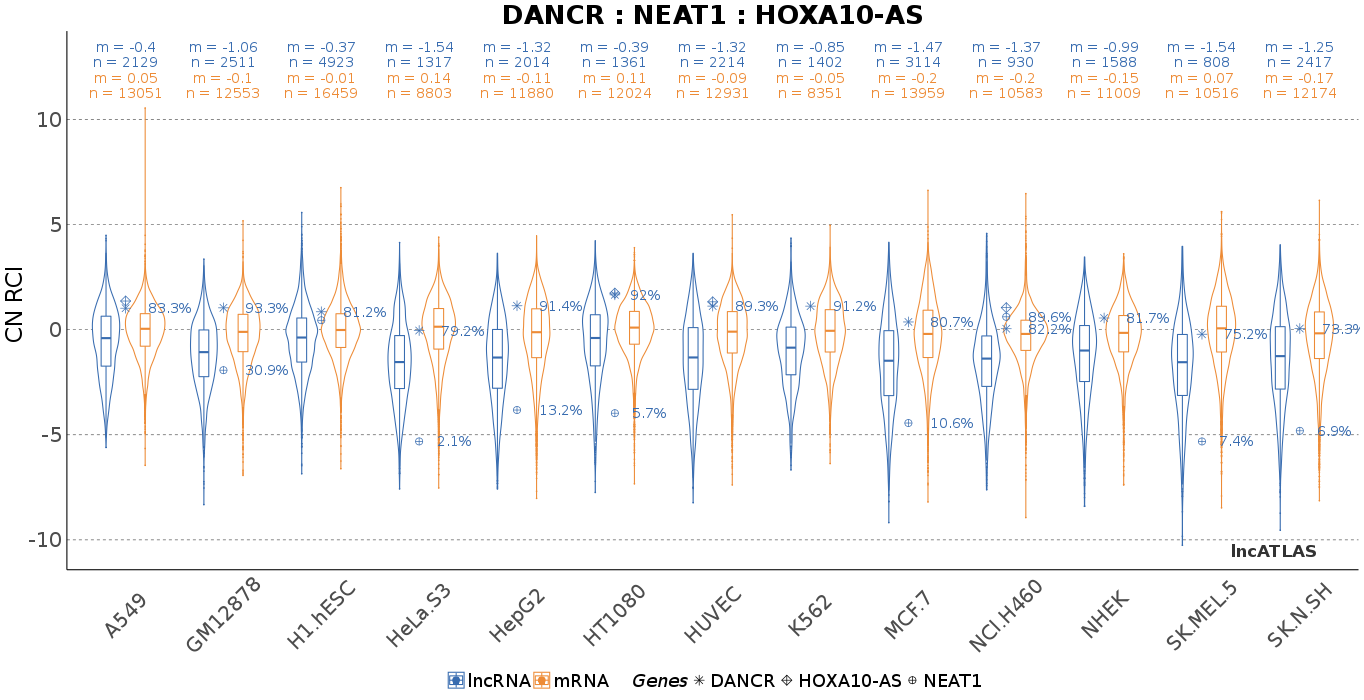 DANCR : NEAT1 : HOXA10-AS
m = -0.4 m = -1.06 m = -0.37 m = -1.54 m = -1.32 m = -0.39 m = -1.32 m = -0.85 m = -1.47 m = -1.37 m = -0.99 m = -1.54 m = -1.25
n = 2129 n = 2511 n = 4923 n = 1317 n = 2014 n = 1361 n = 2214 n = 1402 n = 3114 n = 930 n = 1588 n = 808 n = 2417
m = 0.05 m = -0.1 m = -0.01 m = 0.14 m = -0.11 m = 0.11 m = -0.09 m = -0.05 m = -0.2 m = -0.2 m = -0.15 m = 0.07 m = -0.17
n = 13051 n = 12553 n = 16459 n = 8803 n = 11880 n = 12024 n = 12931 n = 8351 n = 13959 n = 10583 n = 11009 n = 10516 n = 12174
10
5
CN RCI
92%
83.3% 93.3% 81.2% 91.4% 89.3% 91.2%
89.6% 81.7%
80.7%
0
79.2% 82.2% 75.2% 73.3%
30.9%
13.2% 5.7%
10.6%
-5
2.1% 7.4% 6.9%
-10
lncATLAS
A549 GM12878 H1.hESC HeLa.S3 HepG2 HT1080 HUVEC K562 MCF.7 NCI.H460 NHEK SK.MEL.5 SK.N.SH
lncRNA mRNA Genes DANCR HOXA10-AS NEAT1